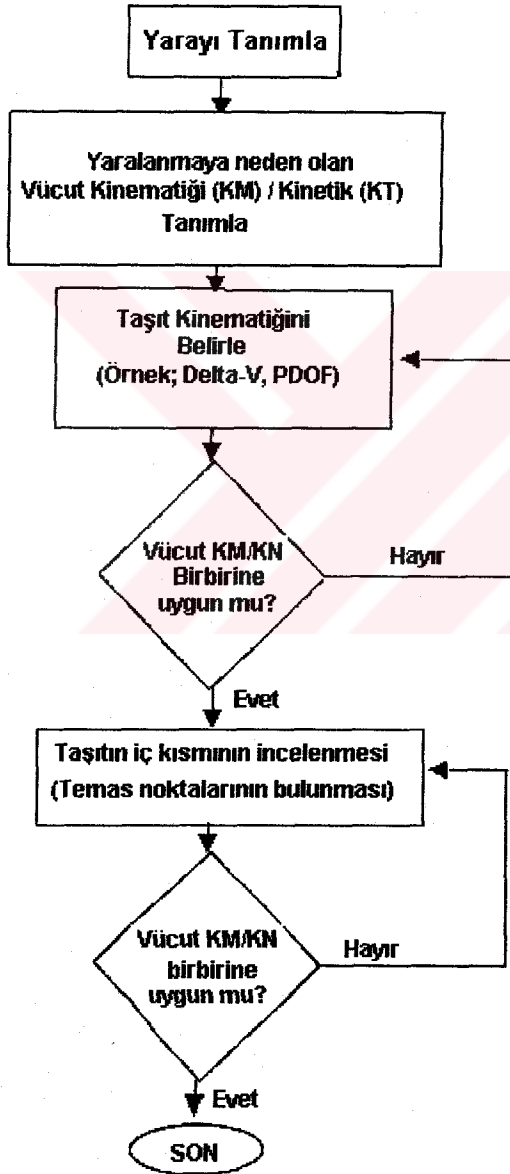 Yarayı Tanımla
Yaralanmaya neden olan
Vücut Kinematiği (KM) / Kinetik (KT)
Tanımla
Taşıt Kinematiğini
Belirle
(Örnek; Delta-V, PDOF)
Vücut KM/KN
Birbirine
uygun mu?
Hayır
Evet
Taşıtın iç kısmının incelenmesi
(Temas noktalarının bulunması)
Vücut KM/KN
birbirine
uygun mu?
Hayır
Evet
SON